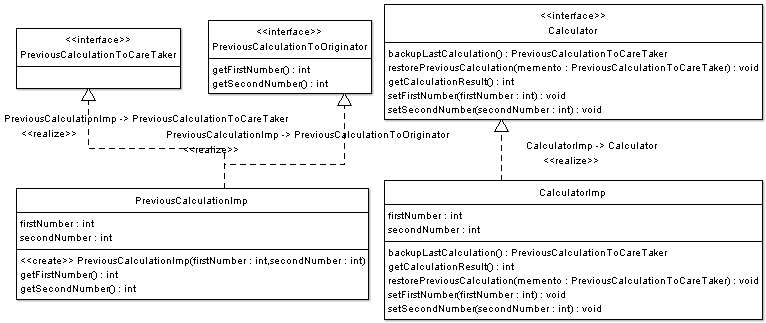 <<interface>>
PreviousCalculationToCareTaker
<<interface>>
PreviousCalculationToOriginator
getFirstNumber() : int
getSecondNumber() : int
<<interface>>
Calculator
backupLastCalculation() : PreviousCalculationToCareTaker
restorePreviousCalculation(memento : PreviousCalculationToCareTaker) : void
getCalculationResult() : int
setFirstNumber(firstNumber : int) : void
setSecondNumber(secondNumber : int) : void
PreviousCalculationImp -> PreviousCalculationToCareTaker
<<realize>>
PreviousCalculationImp -> PreviousCalculationToOriginator
<<realize>>
CalculatorImp -> Calculator
<<realize>>
PreviousCalculationImp
firstNumber : int
secondNumber : int
<<create>> PreviousCalculationImp(firstNumber : int,secondNumber : int)
getFirstNumber() : int
getSecondNumber() : int
CalculatorImp
firstNumber : int
secondNumber : int
backupLastCalculation() : PreviousCalculationToCareTaker
getCalculationResult() : int
restorePreviousCalculation(memento : PreviousCalculationToCareTaker) : void
setFirstNumber(firstNumber : int) : void
setSecondNumber(secondNumber : int) : void